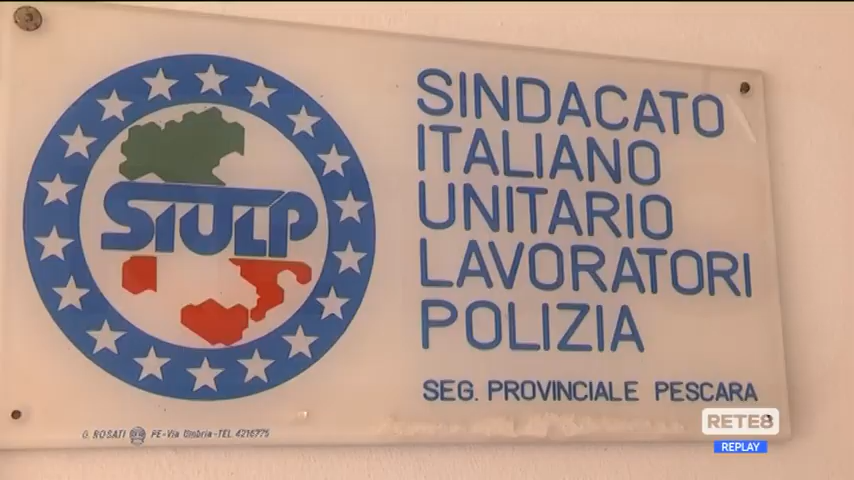 SIULP
SINDACATO
ITALIANO
UNITARIO
LAVORATORI
POLIZIA
SEG. PROVINCIALE PESCARA
G. ROSATI PE-Via Umbria-TEL. 4216775
RETE8
REPLAY